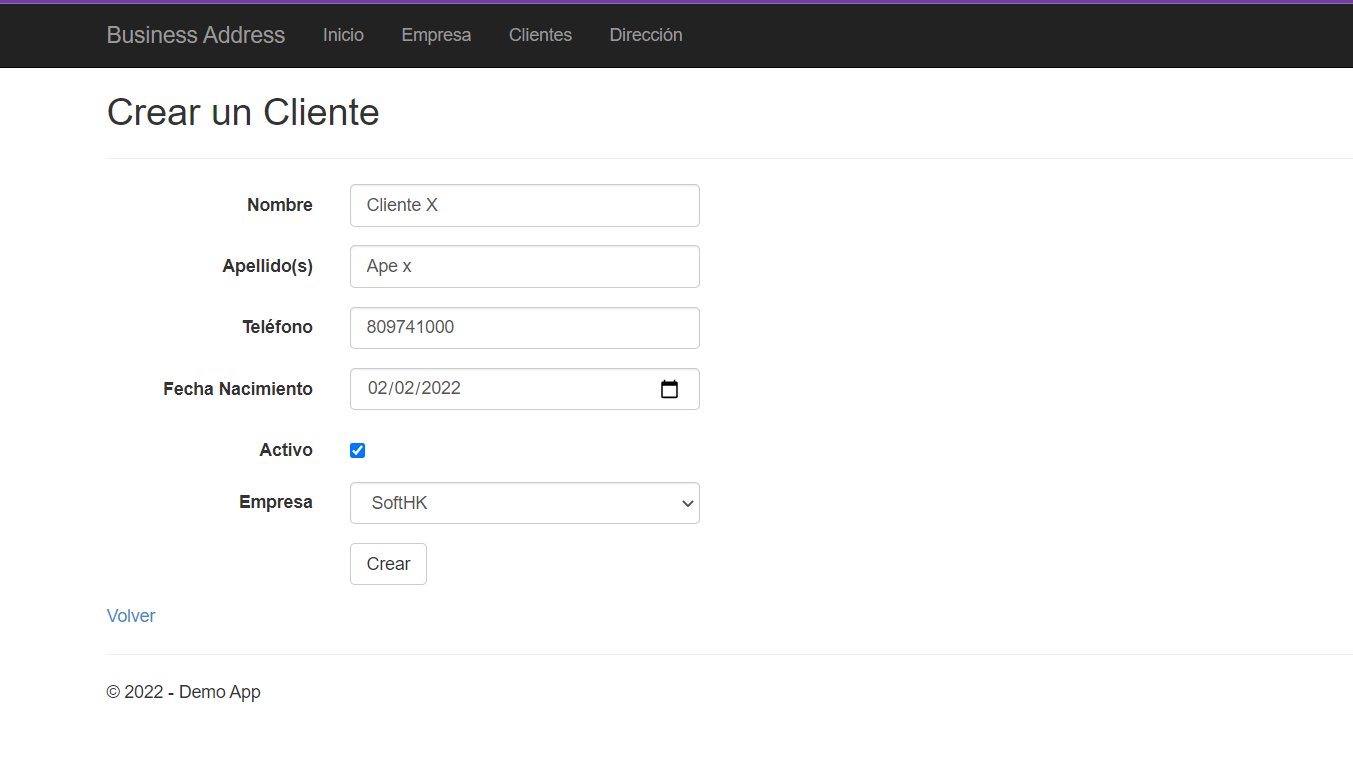 Business Address Inicio Empresa Clientes Dirección
Crear un Cliente
Nombre Cliente X
Apellido(s) Ape x
Teléfono 809741000
Fecha Nacimiento 02/02/2022
Activo
Empresa SoftHK
Crear
Volver
© 2022 - Demo App